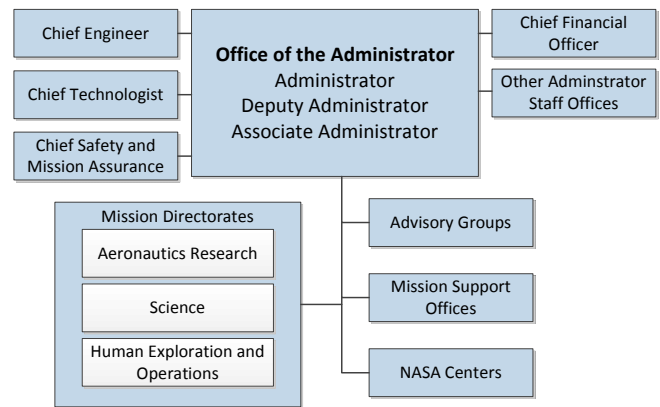 Chief Engineer
Chief Technologist
Chief Safety and
Mission Assurance
Office of the Administrator
Administrator
Deputy Administrator
Associate Administrator
Chief Financial
Officer
Other Adminstrator
Staff Offices
Mission Directorates
Aeronautics Research
Science
Human Exploration and
Operations
Advisory Groups
Mission Support
Offices
NASA Centers